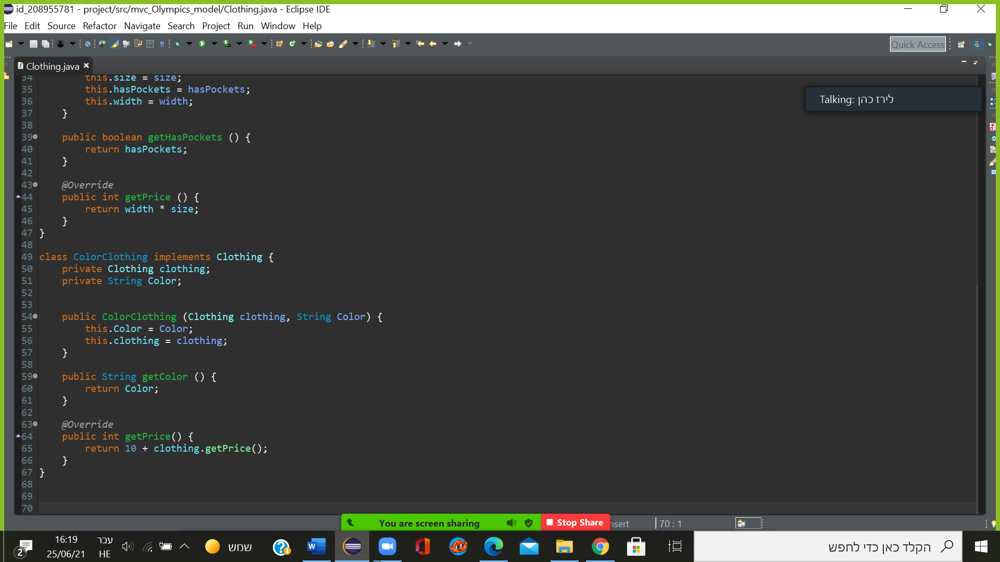 id_208955781 - project/src/mvc_Olympics_model/Clothing.java - Eclipse IDE
File Edit Source Refactor Navigate Search Project Run Window Help
Quick Access
Clothing.java
Talking: לירז כהן
34 this.size = size;
35 this.hasPockets = hasPockets;
36 this.width = width;
37 }
38
39 public boolean getHasPockets () {
40 return hasPockets;
41 }
42
43 @Override
44 public int getPrice () {
45 return width * size;
46 }
47 }
48
49 class ColorClothing implements Clothing {
50 private Clothing clothing;
51 private String Color;
52
53
54 public ColorClothing (Clothing clothing, String Color) {
55 this.Color = Color;
56 this.clothing = clothing;
57 }
58
59 public String getColor () {
60 return Color;
61 }
62
63 @Override
64 public int getPrice() {
65 return 10 + clothing.getPrice();
66 }
67 }
68
69
70
You are screen sharing Stop Share nsert 70 : 1
2
16:19
25/06/21
עבר
HE
שמש
הקלד כאן כדי לחפש